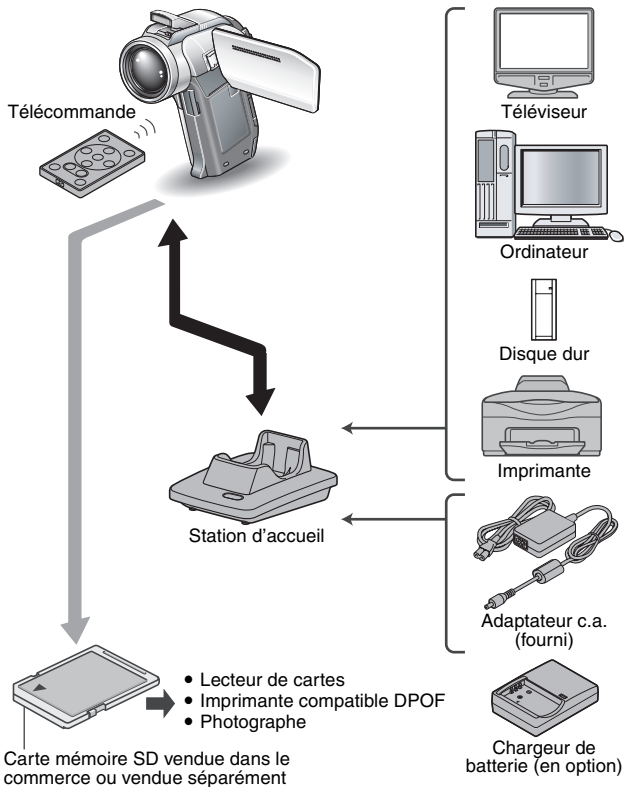 Télécommande
Téléviseur
Ordinateur
Disque dur
Imprimante
Station d'accueil
Adaptateur c.a.
(fourni)
• Lecteur de cartes
• Imprimante compatible DPOF
• Photographe
Carte mémoire SD vendue dans le
commerce ou vendue séparément
Chargeur de
batterie (en option)